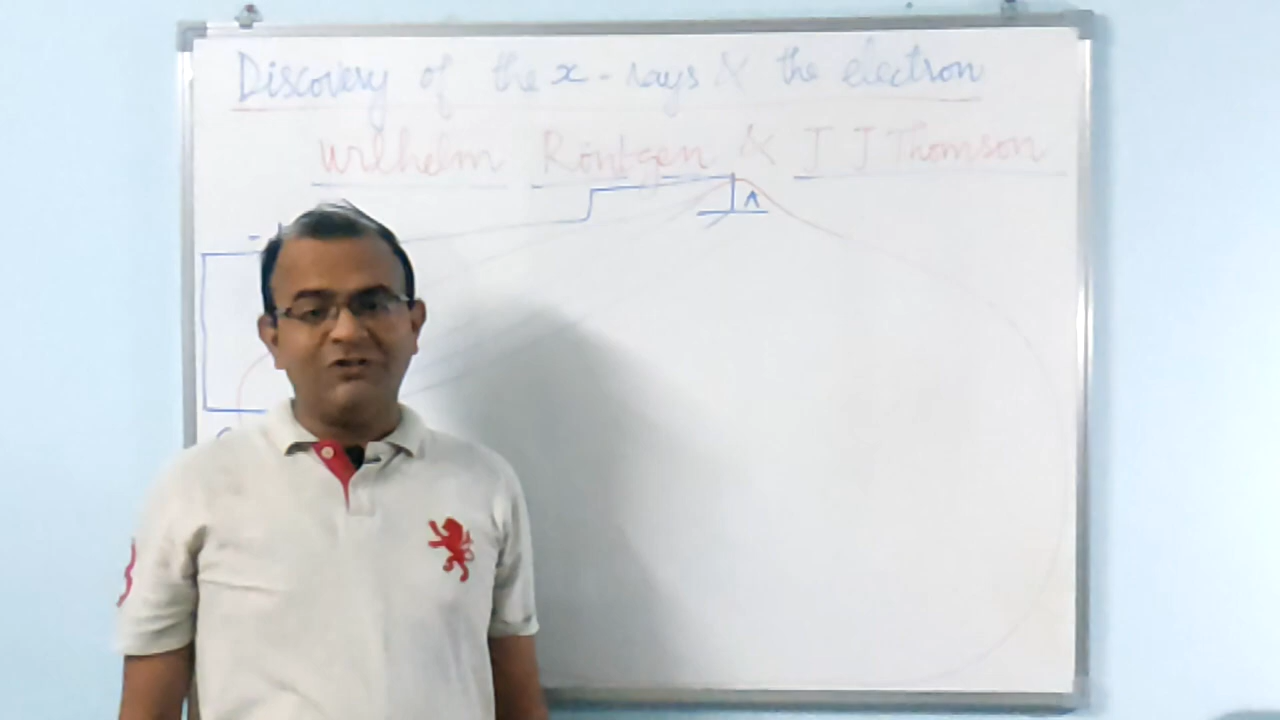 Discovery of the x-rays & the electron
Wilhelm Röntgen & J J Thomson
A